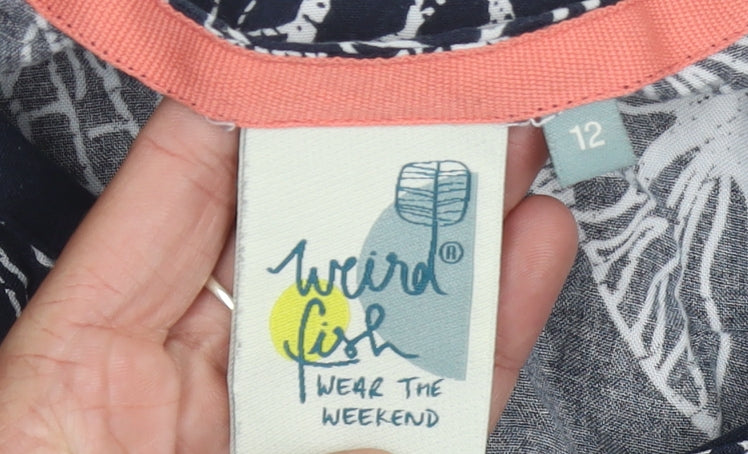 12
weird®
fish
WEAR THE
WEEKEND